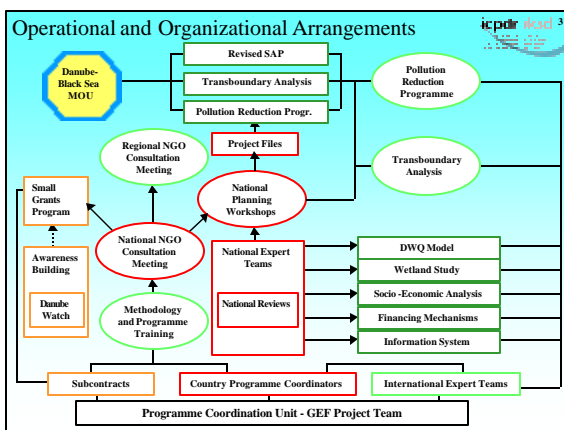 Operational and Organizational Arrangements
icpdr iksd 3
Revised SAP
Danube-
Black Sea
MOU
Transboundary Analysis
Pollution
Reduction
Programme
Pollution Reduction Progr.
Regional NGO
Consultation
Meeting
Project Files
Transboundary
Analysis
Small
Grants
Program
National
Planning
Workshops
National NGO
Consultation
Meeting
National Expert
Teams
DWQ Model
Awareness
Building
Wetland Study
Danube
Watch
Methodology
and Programme
Training
National Reviews
Socio -Economic Analysis
Financing Mechanisms
Information System
Subcontracts
Country Programme Coordinators
International Expert Teams
Programme Coordination Unit - GEF Project Team